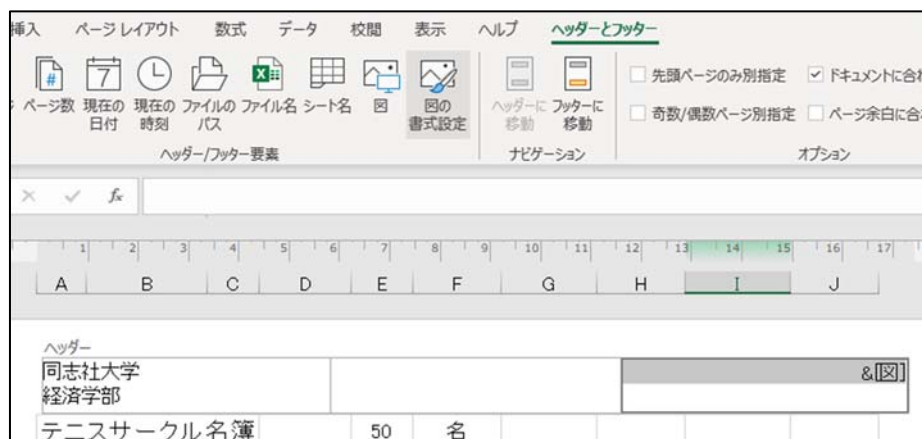 挿入 ページ レイアウト 数式 データ 校閲 表示 ヘルプ ヘッダーとフッター
ページ数 現在の日付 現在の時刻 ファイルのパス ファイル名 シート名 図 図の書式設定 ヘッダーに移動 フッターに移動
先頭ページのみ別指定 ドキュメントに合わ
奇数/偶数ページ別指定 ページ余白に合わ
ヘッダー/フッター要素 ナビゲーション オプション
fx
1 2 3 4 5 6 7 8 9 10 11 12 13 14 15 16 17
A B C D E F G H I J
ヘッダー
同志社大学 &[図]
経済学部
テニスサークル名簿 50 名